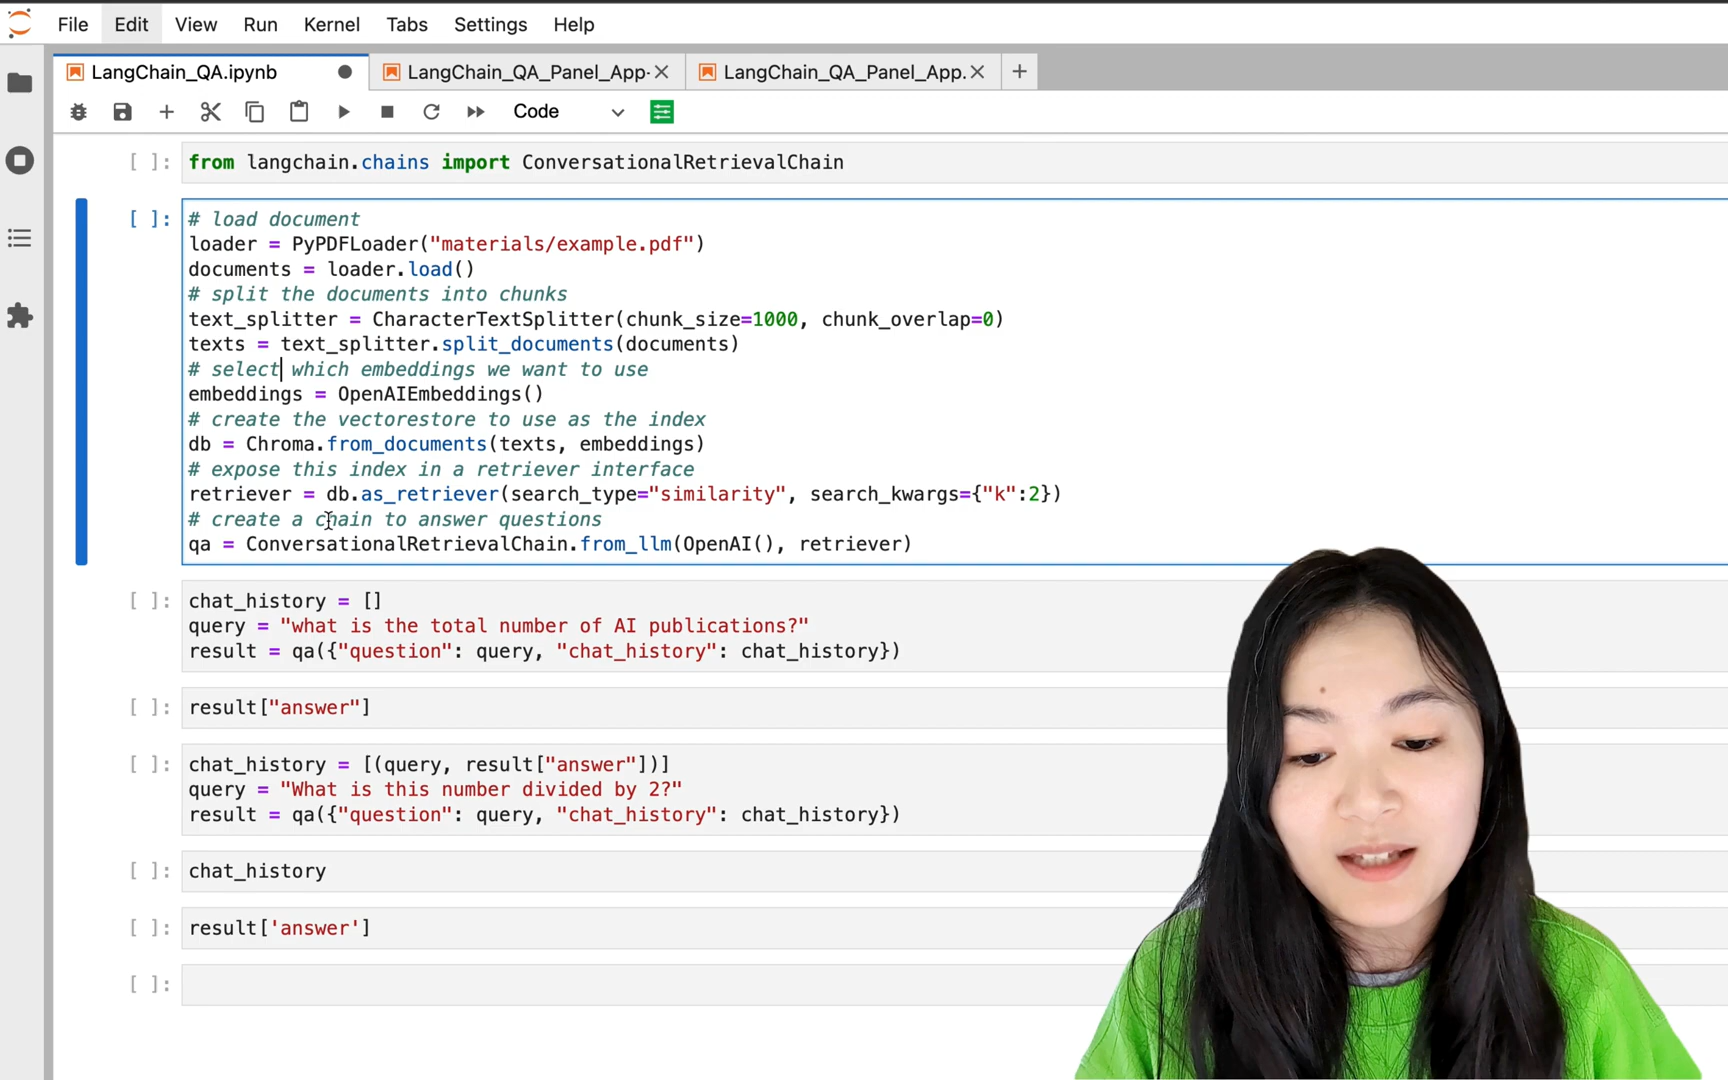 File Edit View Run Kernel Tabs Settings Help
LangChain_QA.ipynb LangChain_QA_Panel_App- LangChain_QA_Panel_App.
Code
[ ]: from langchain.chains import ConversationalRetrievalChain
[ ]: # load document
loader = PyPDFLoader("materials/example.pdf")
documents = loader.load()
# split the documents into chunks
text_splitter = CharacterTextSplitter(chunk_size=1000, chunk_overlap=0)
texts = text_splitter.split_documents(documents)
# select which embeddings we want to use
embeddings = OpenAIEmbeddings()
# create the vectorestore to use as the index
db = Chroma.from_documents(texts, embeddings)
# expose this index in a retriever interface
retriever = db.as_retriever(search_type="similarity", search_kwargs={"k":2})
# create a chain to answer questions
qa = ConversationalRetrievalChain.from_llm(OpenAI(), retriever)
[ ]: chat_history = []
query = "what is the total number of AI publications?"
result = qa({"question": query, "chat_history": chat_history})
[ ]: result["answer"]
[ ]: chat_history = [(query, result["answer"])]
query = "What is this number divided by 2?"
result = qa({"question": query, "chat_history": chat_history})
[ ]: chat_history
[ ]: result['answer']
[ ]: